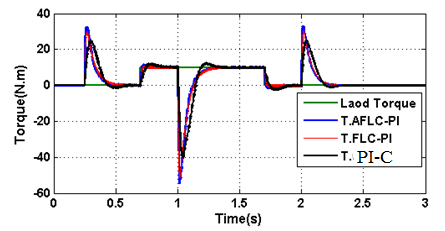 40
20
0
-20
-40
-60
Torque(N.m)
Laod Torque
T.AFLC-PI
T.FLC-PI
T. PI-C
0 0.5 1 1.5 2 2.5 3
Time(s)